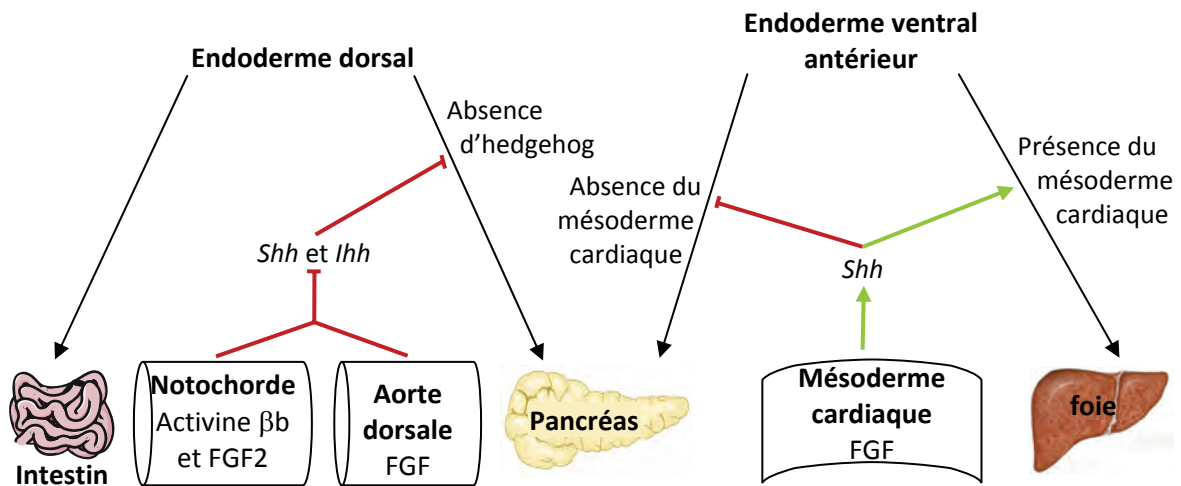 Endoderme dorsal
Endoderme ventral
antérieur
Absence
d’hedgehog
Absence du
mésoderme
cardiaque
Présence du
mésoderme
cardiaque
Shh et Ihh
Shh
Intestin
Notochorde
Activine βb
et FGF2
Aorte
dorsale
FGF
Pancréas
Mésoderme
cardiaque
FGF
foie